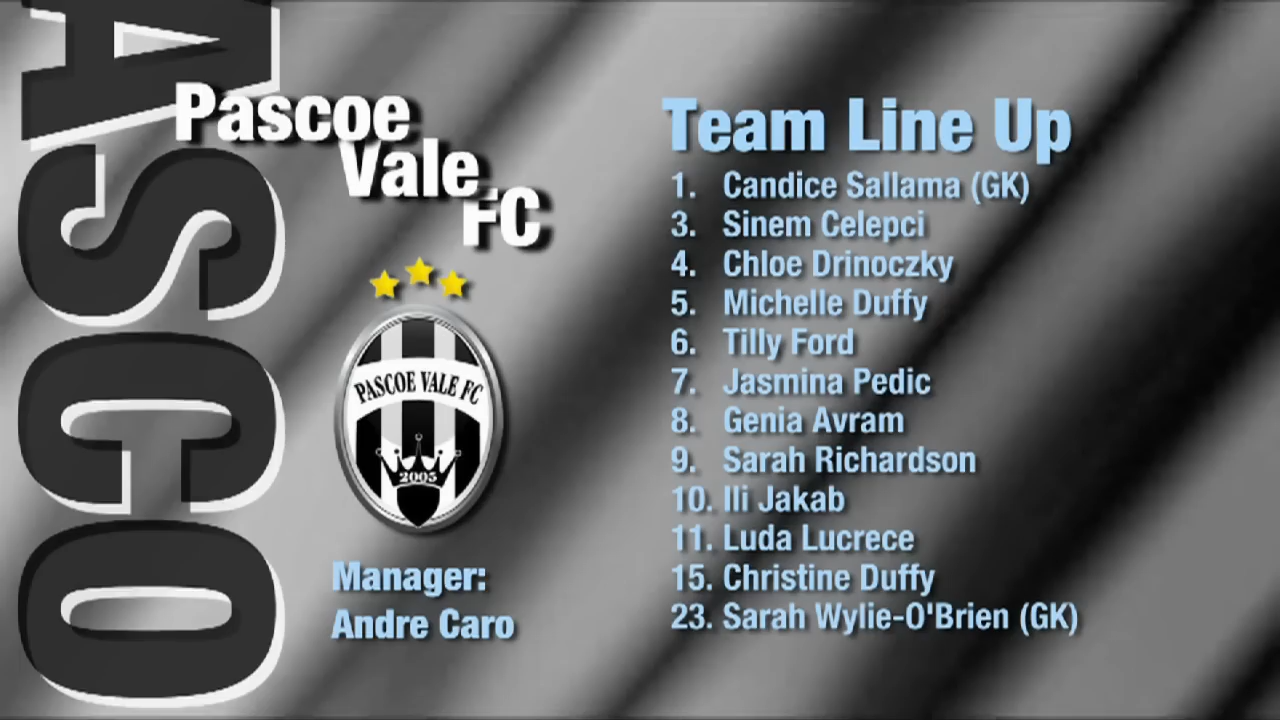 ASCO
Pascoe
Vale
FC
PASCOE VALE FC
2005
Manager:
Andre Caro
Team Line Up
1. Candice Sallama (GK)
3. Sinem Celepci
4. Chloe Drinoczky
5. Michelle Duffy
6. Tilly Ford
7. Jasmina Pedic
8. Genia Avram
9. Sarah Richardson
10. Ili Jakab
11. Luda Lucrece
15. Christine Duffy
23. Sarah Wylie-O'Brien (GK)